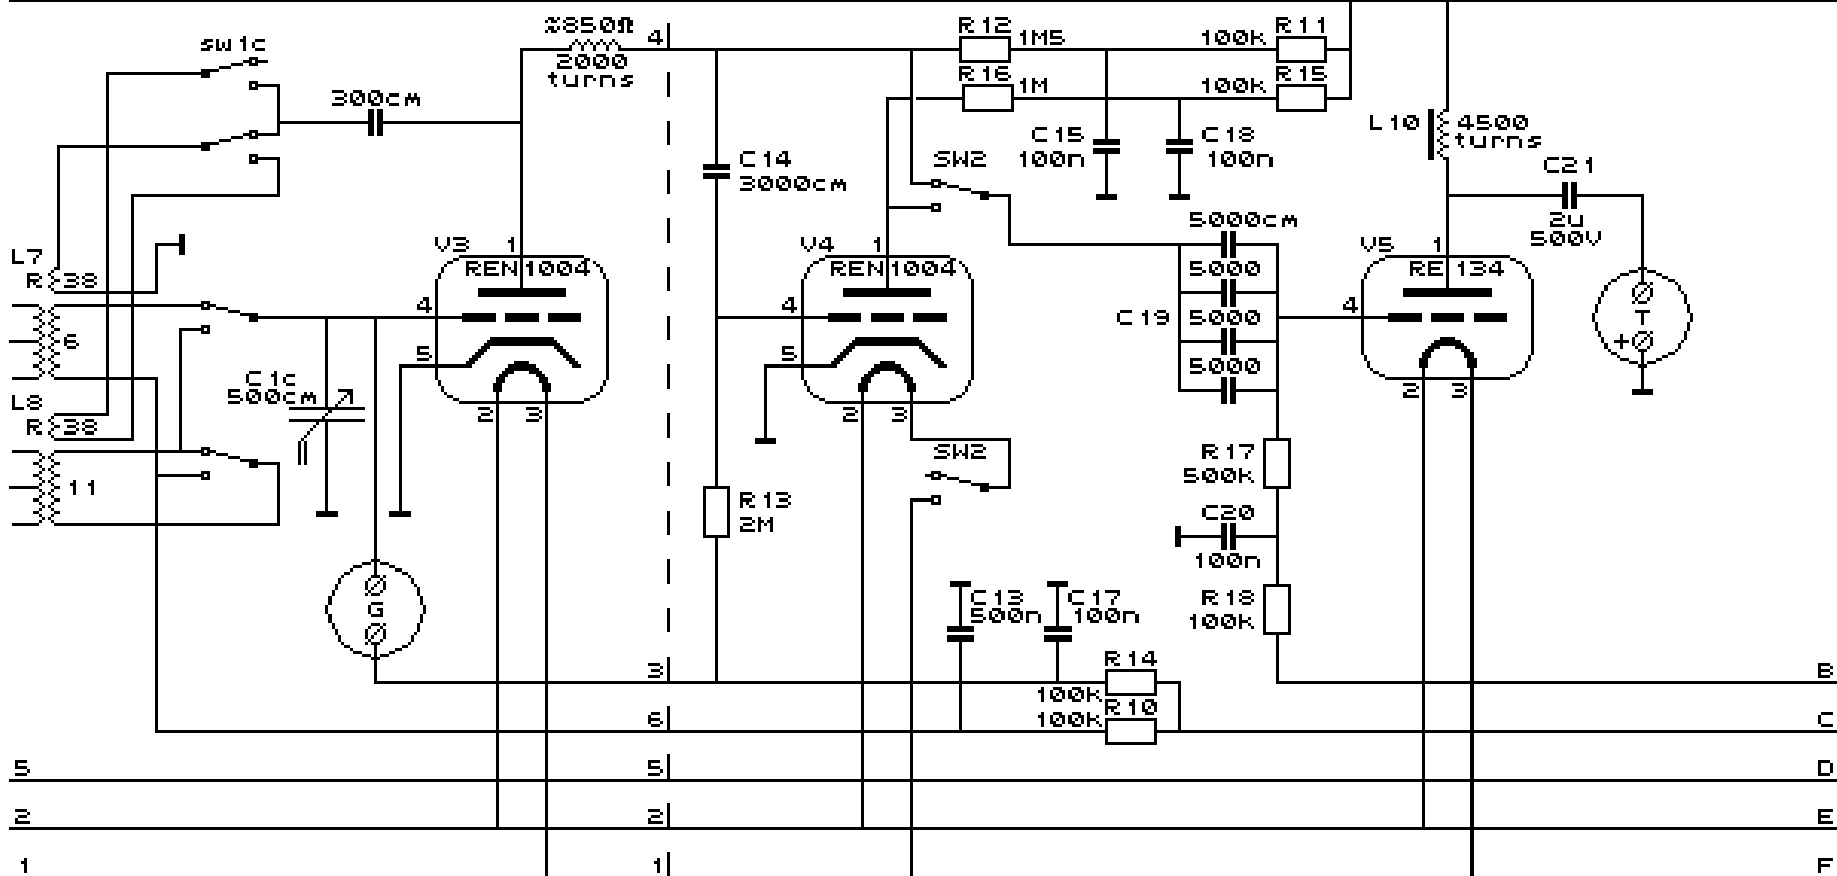 ≈850Ω
2000
turns
4
R12
1M5
100k
R11
sw1c
R16
1M
100k
R15
300cm
L10
4500
turns
C15
100n
C18
100n
C14
3000cm
SW2
C21
2u
500V
5000cm
V3
1
REN1004
V4
1
REN1004
V5
1
RE134
L7
R
38
5000
4
4
C19
5000
4
T
+
6
5
5
5000
C1c
500cm
L8
R
38
2
3
2
3
2
3
SW2
R17
500k
11
R13
2M
C20
100n
G
C13
500n
C17
100n
R18
100k
3
R14
100k
B
6
R10
100k
C
5
5
D
2
2
E
1
1
F